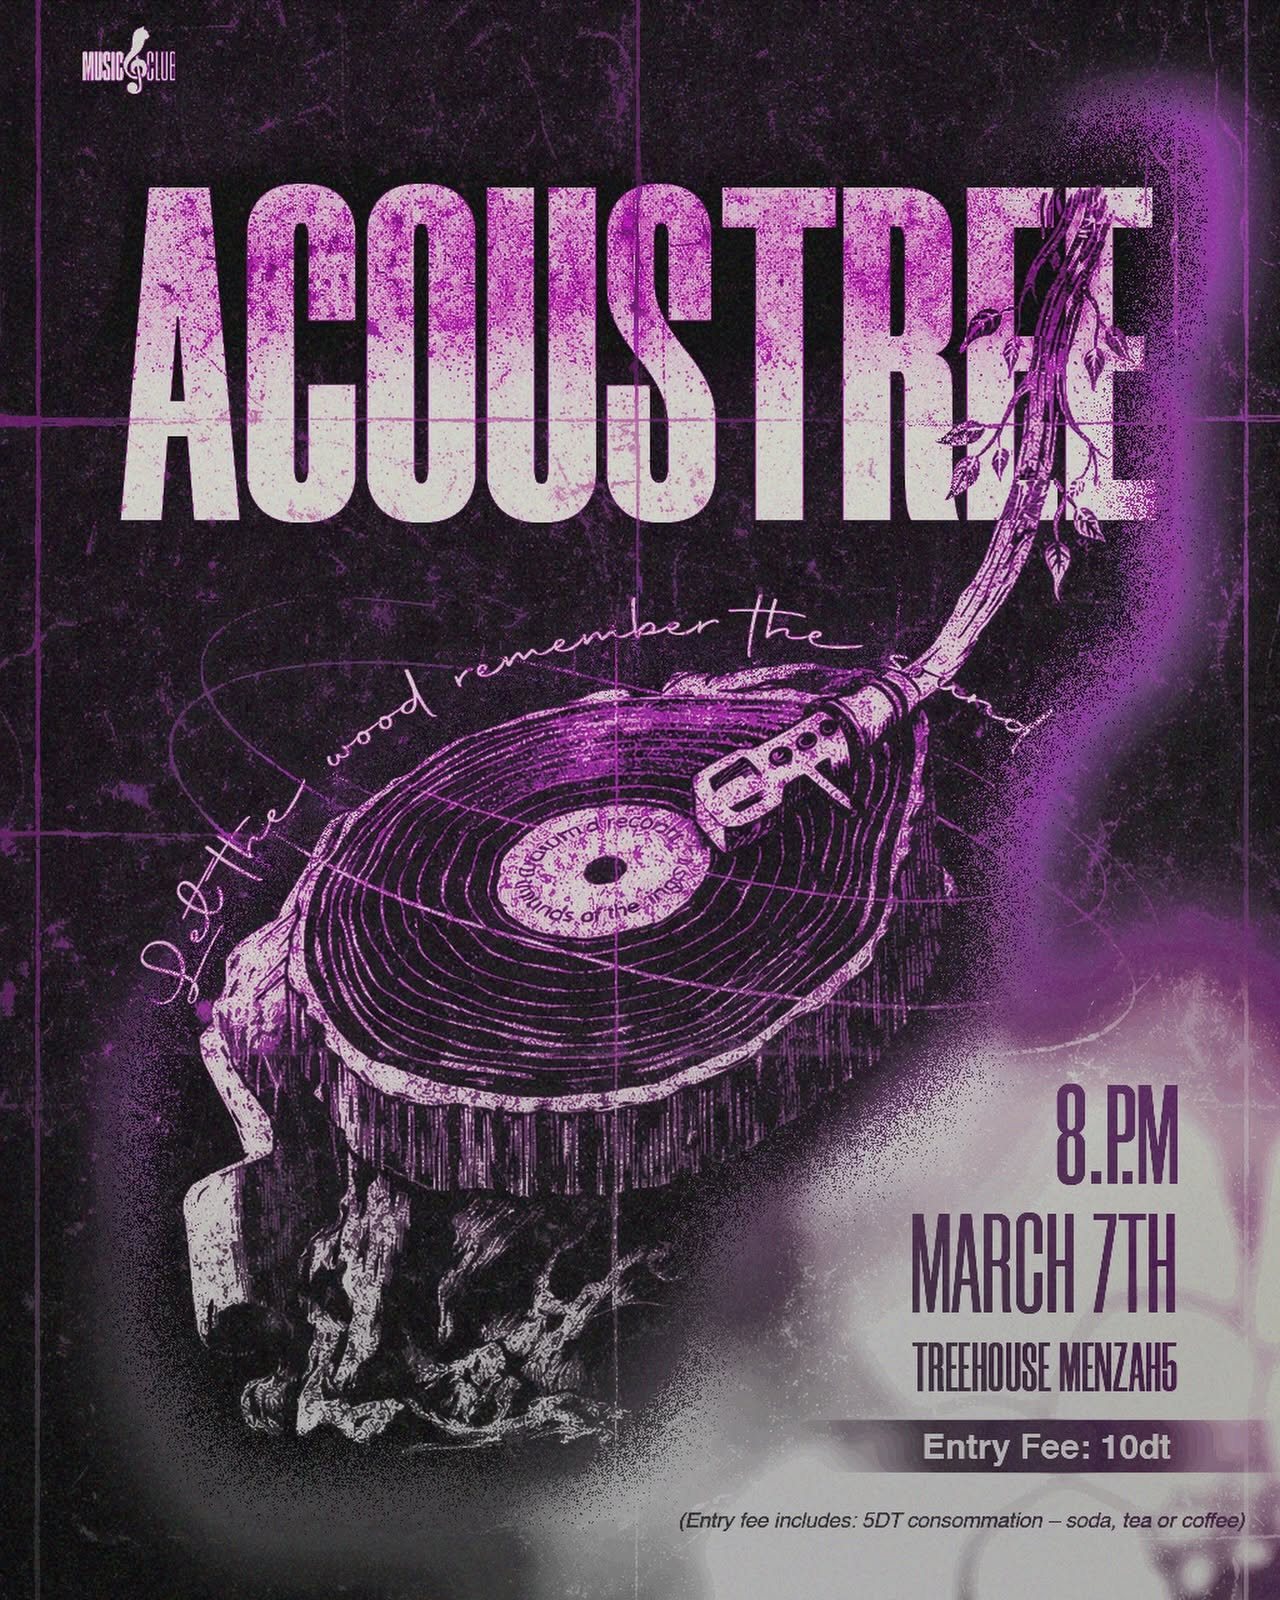 MUSIC CLUB
ACOUSTREE
Let the wood remember the sound
8.P.M
MARCH 7TH
TREEHOUSE MENZAH5
Entry Fee: 10dt
(Entry fee includes: 5DT consommation – soda, tea or coffee)